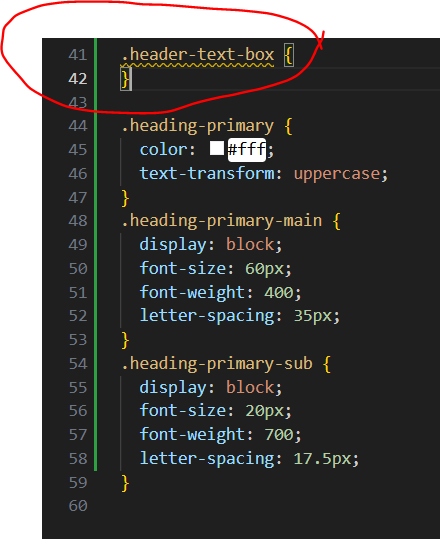 41 .header-text-box {
42 }
43
44 .heading-primary {
45 color: #fff;
46 text-transform: uppercase;
47 }
48 .heading-primary-main {
49 display: block;
50 font-size: 60px;
51 font-weight: 400;
52 letter-spacing: 35px;
53 }
54 .heading-primary-sub {
55 display: block;
56 font-size: 20px;
57 font-weight: 700;
58 letter-spacing: 17.5px;
59 }
60